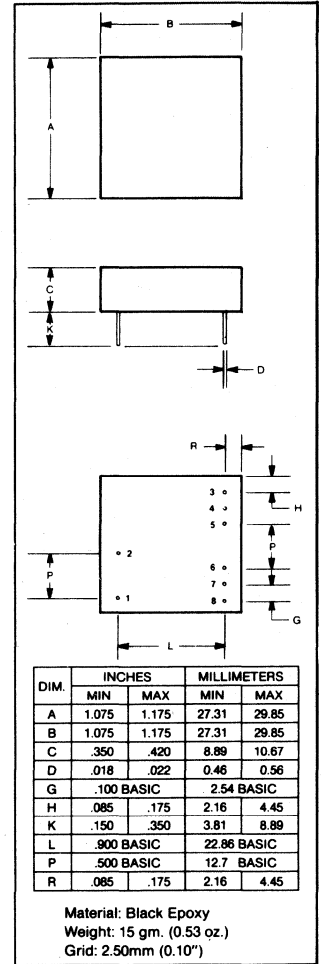 B
A
C
K
D
R
3
H
4
5
P
2
6
P
7
1
8
G
L
DIM. INCHES MILLIMETERS
MIN MAX MIN MAX
A 1.075 1.175 27.31 29.85
B 1.075 1.175 27.31 29.85
C .350 .420 8.89 10.67
D .018 .022 0.46 0.56
G .100 BASIC 2.54 BASIC
H .085 .175 2.16 4.45
K .150 .350 3.81 8.89
L .900 BASIC 22.86 BASIC
P .500 BASIC 12.7 BASIC
R .085 .175 2.16 4.45
Material: Black Epoxy
Weight: 15 gm. (0.53 oz.)
Grid: 2.50mm (0.10")